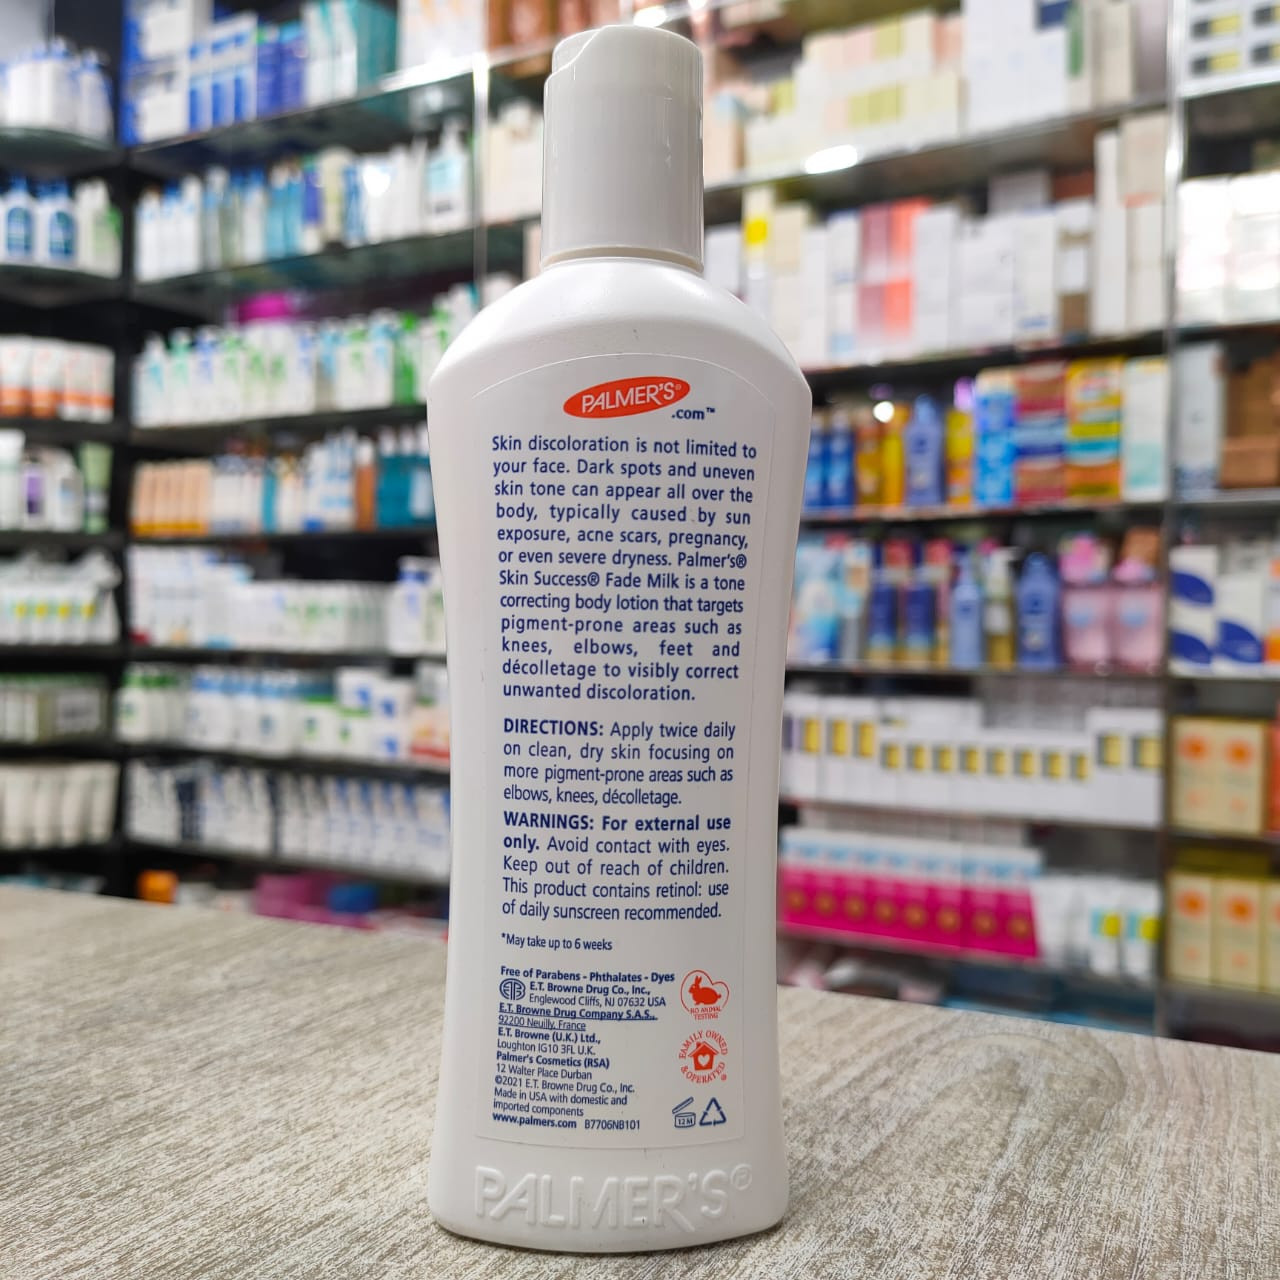 PALMER'S®
.com™
Skin discoloration is not limited to
your face. Dark spots and uneven
skin tone can appear all over the
body, typically caused by sun
exposure, acne scars, pregnancy,
or even severe dryness. Palmer's®
Skin Success® Fade Milk is a tone
correcting body lotion that targets
pigment-prone areas such as
knees, elbows, feet and
décolletage to visibly correct
unwanted discoloration.
DIRECTIONS: Apply twice daily
on clean, dry skin focusing on
more pigment-prone areas such as
elbows, knees, décolletage.
WARNINGS: For external use
only. Avoid contact with eyes.
Keep out of reach of children.
This product contains retinol: use
of daily sunscreen recommended.
*May take up to 6 weeks
Free of Parabens - Phthalates - Dyes
ETB
E.T. Browne Drug Co., Inc.,
Englewood Cliffs, NJ 07632 USA
E.T. Browne Drug Company S.A.S.,
92200 Neuilly, France
E.T. Browne (U.K.) Ltd.,
Loughton IG10 3FL U.K.
Palmer's Cosmetics (RSA)
12 Walter Place Durban
©2021 E.T. Browne Drug Co., Inc.
Made in USA with domestic and
imported components
www.palmers.com B7706NB101
NO ANIMAL
TESTING
FAMILY OWNED
& OPERATED®
12 M
PALMER'S®